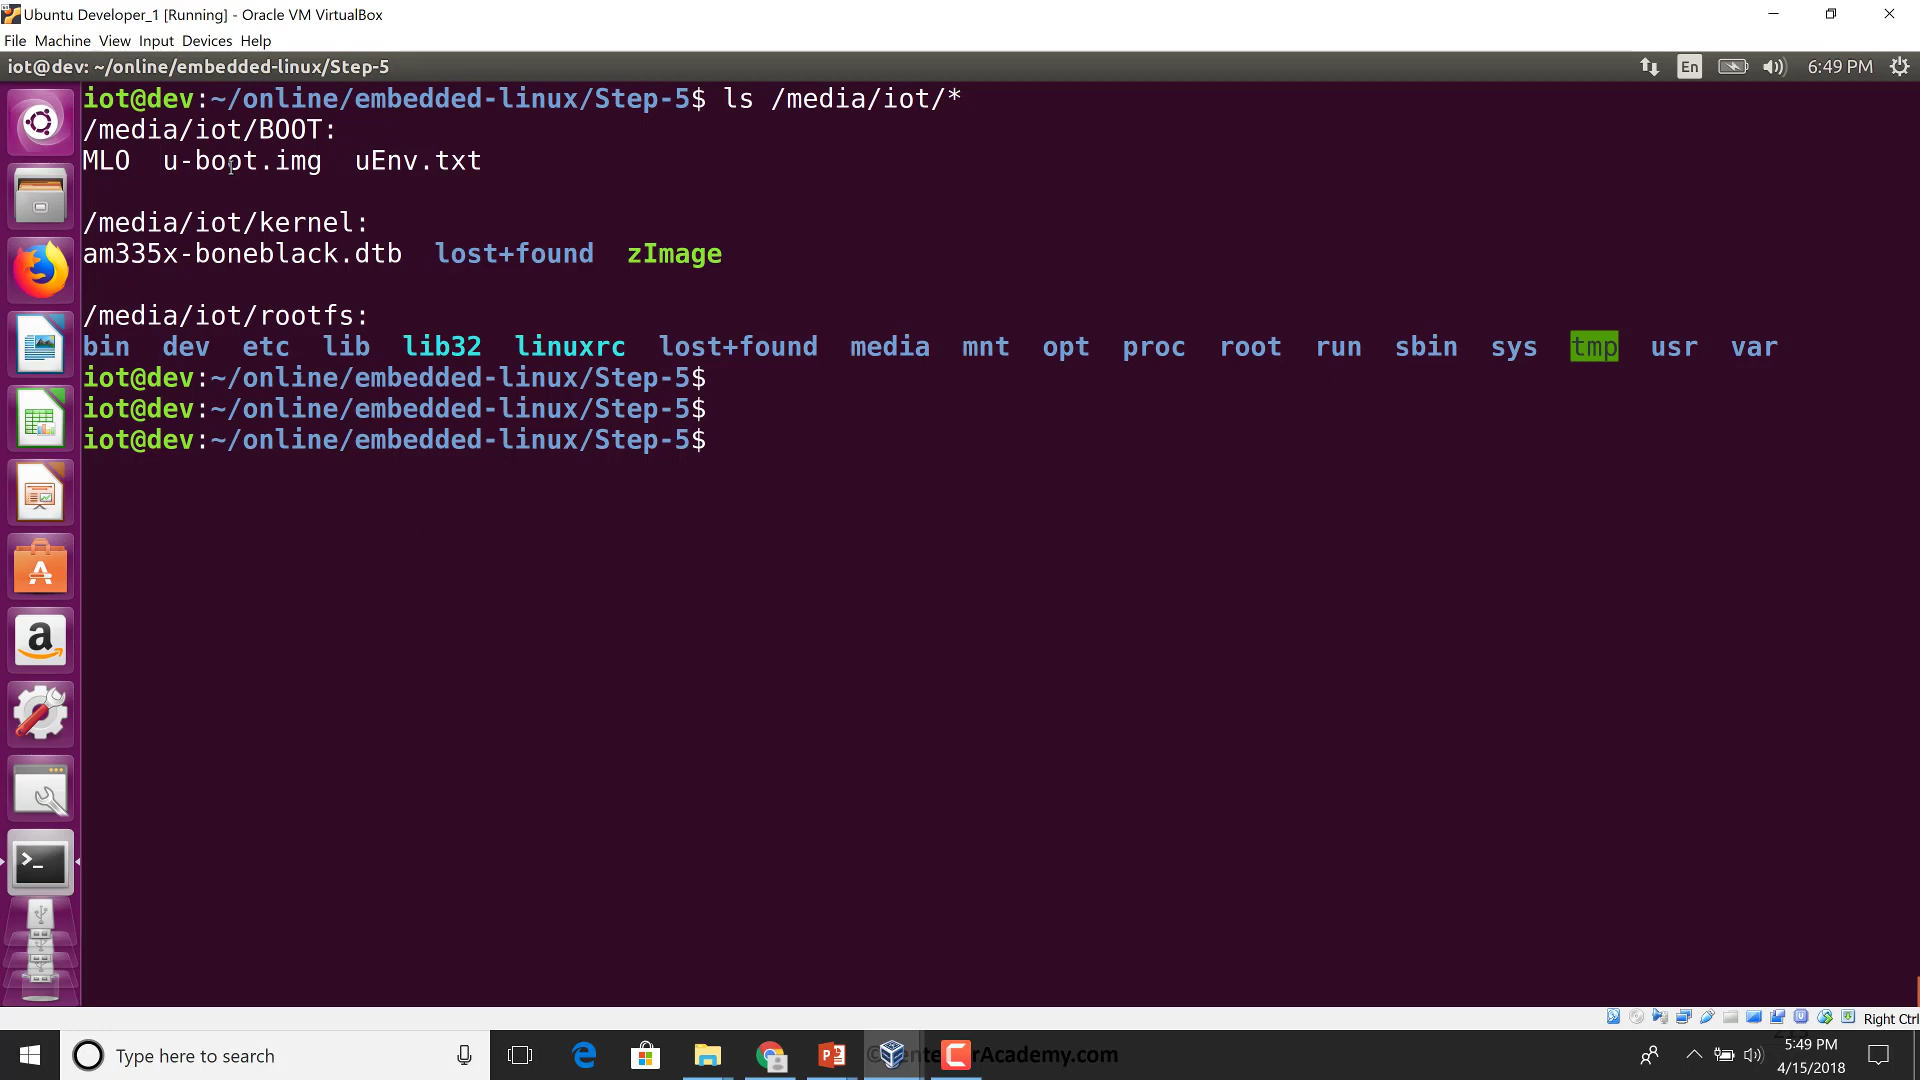 Ubuntu Developer_1 [Running] - Oracle VM VirtualBox
File Machine View Input Devices Help
iot@dev: ~/online/embedded-linux/Step-5
En
6:49 PM
iot@dev:~/online/embedded-linux/Step-5$ ls /media/iot/*
/media/iot/BOOT:
MLO u-boot.img uEnv.txt
/media/iot/kernel:
am335x-boneblack.dtb lost+found zImage
/media/iot/rootfs:
bin dev etc lib lib32 linuxrc lost+found media mnt opt proc root run sbin sys tmp usr var
iot@dev:~/online/embedded-linux/Step-5$
iot@dev:~/online/embedded-linux/Step-5$
iot@dev:~/online/embedded-linux/Step-5$
Right Ctrl
Type here to search
5:49 PM
4/15/2018